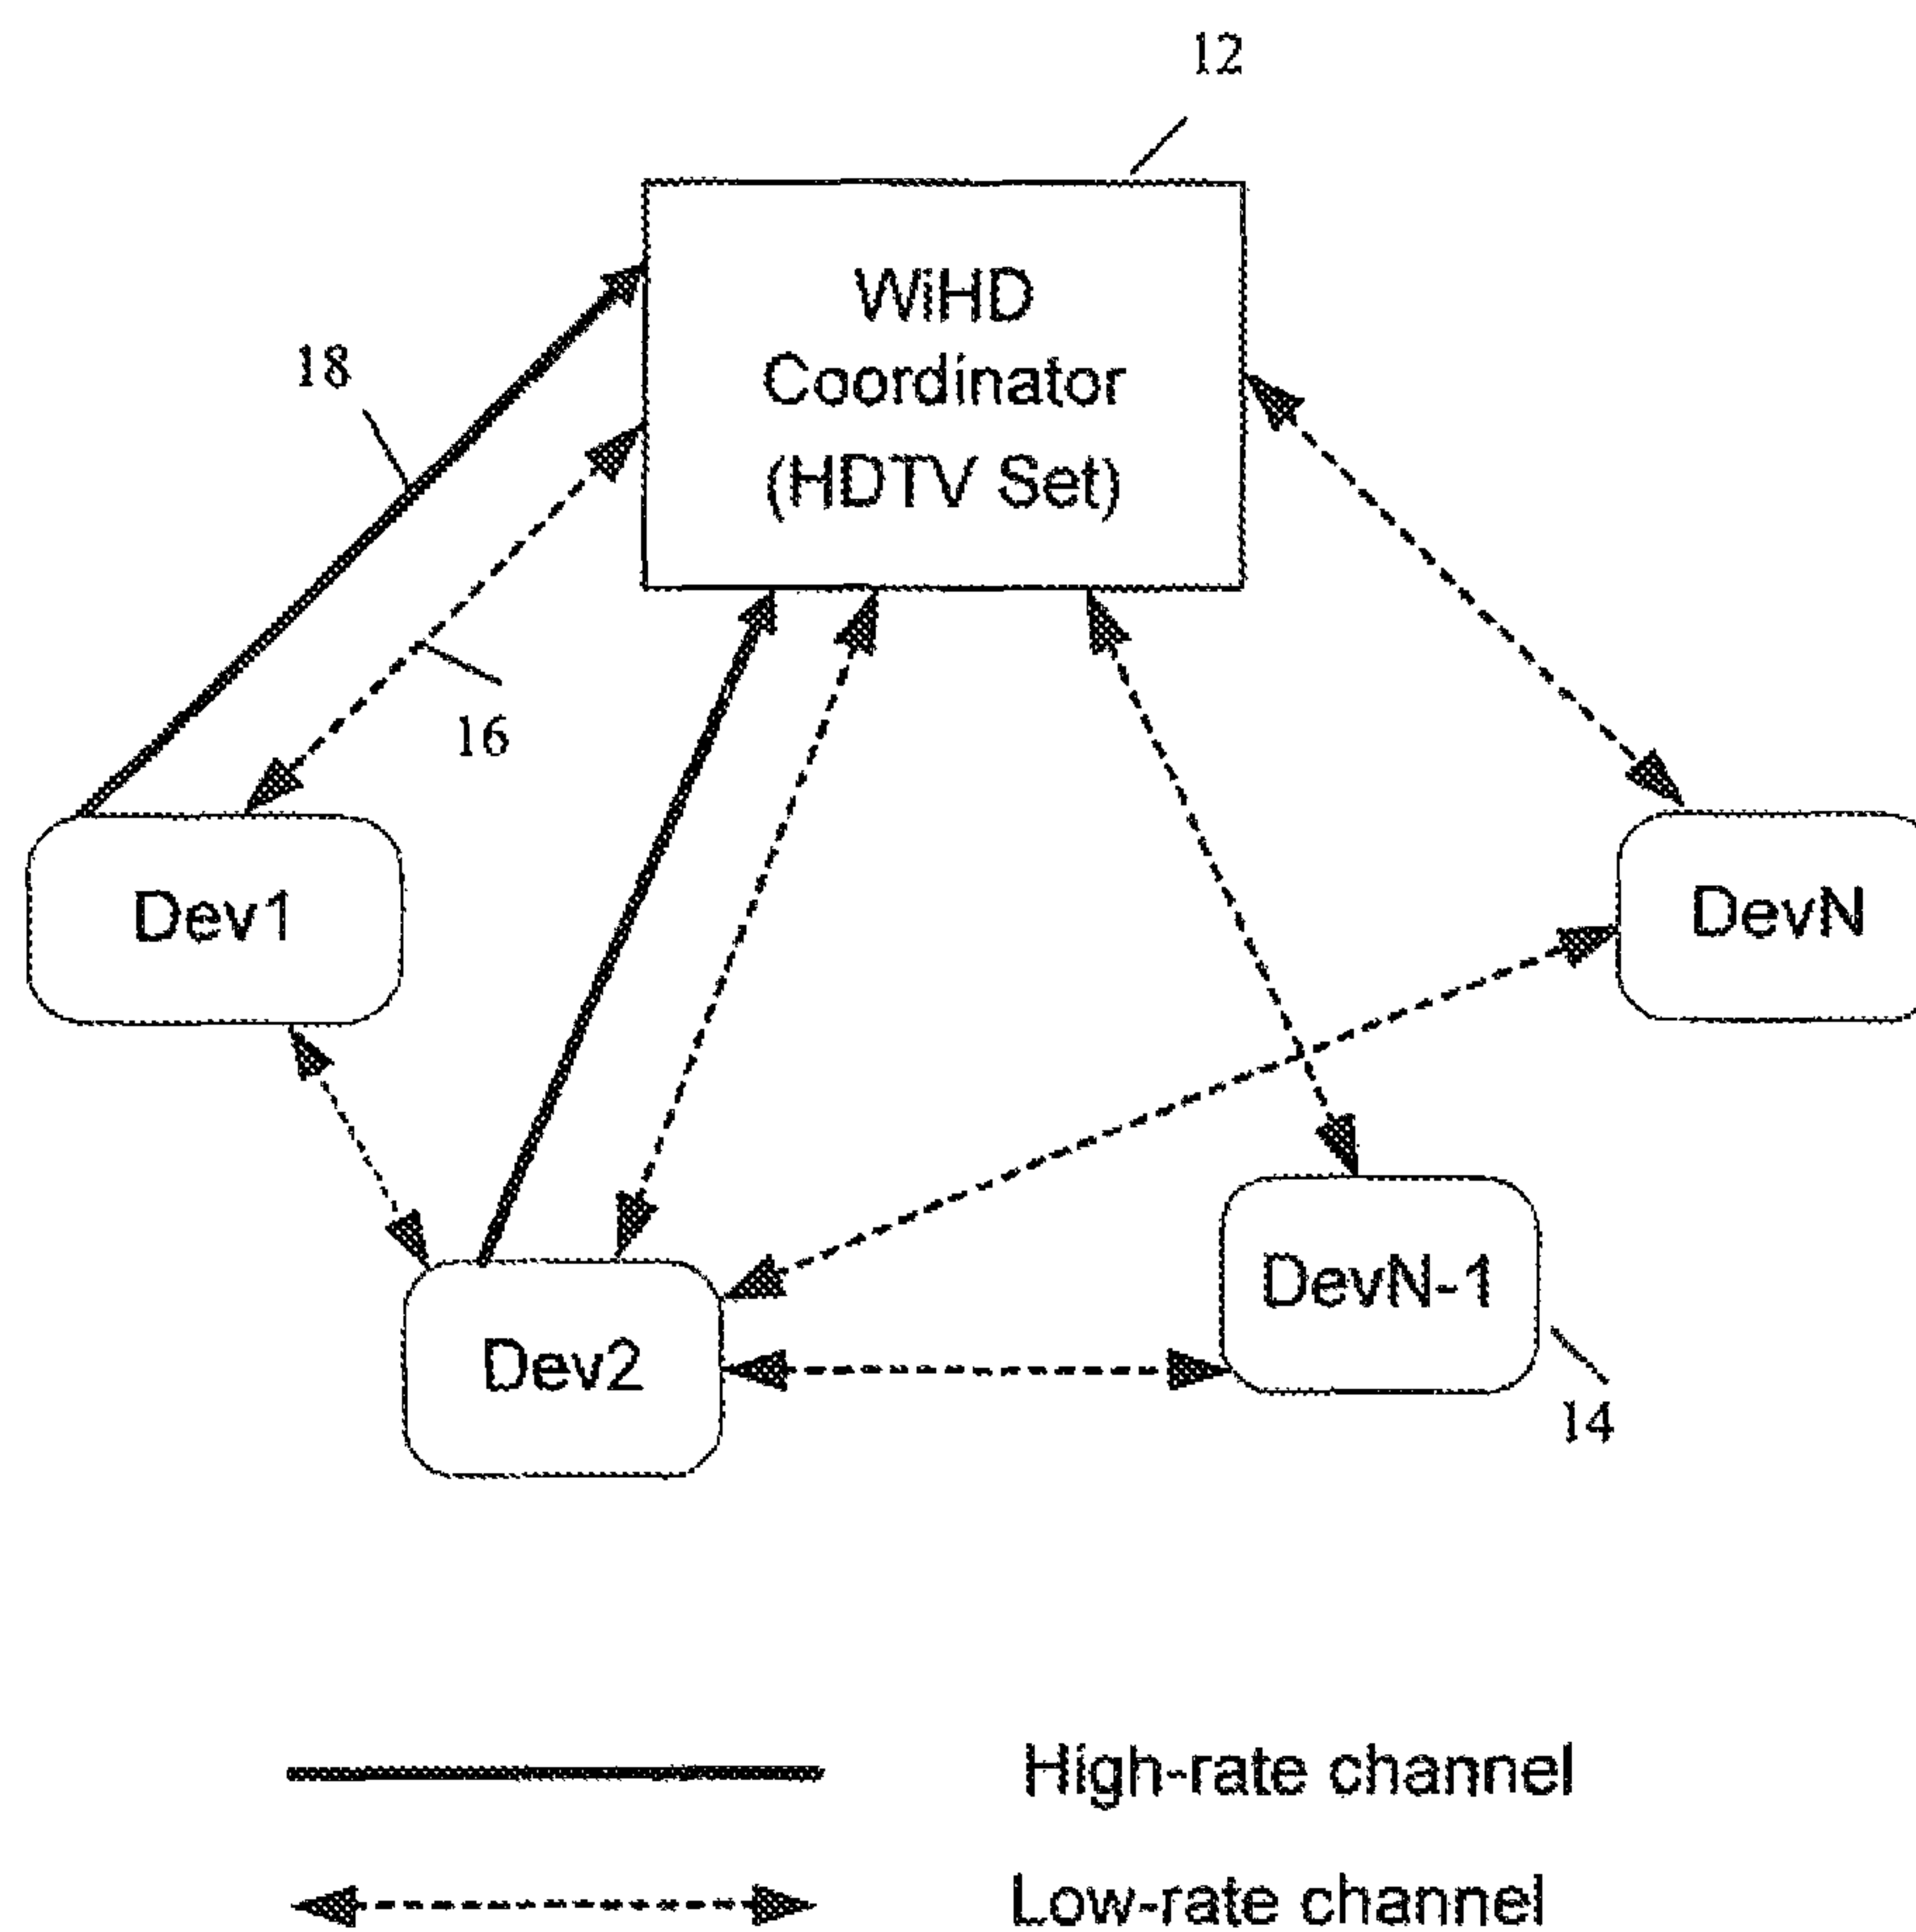 12
WiHD
Coordinator
(HDTV Set)
18
16
Dev1
DevN
DevN-1
Dev2
14
High-rate channel
Low-rate channel